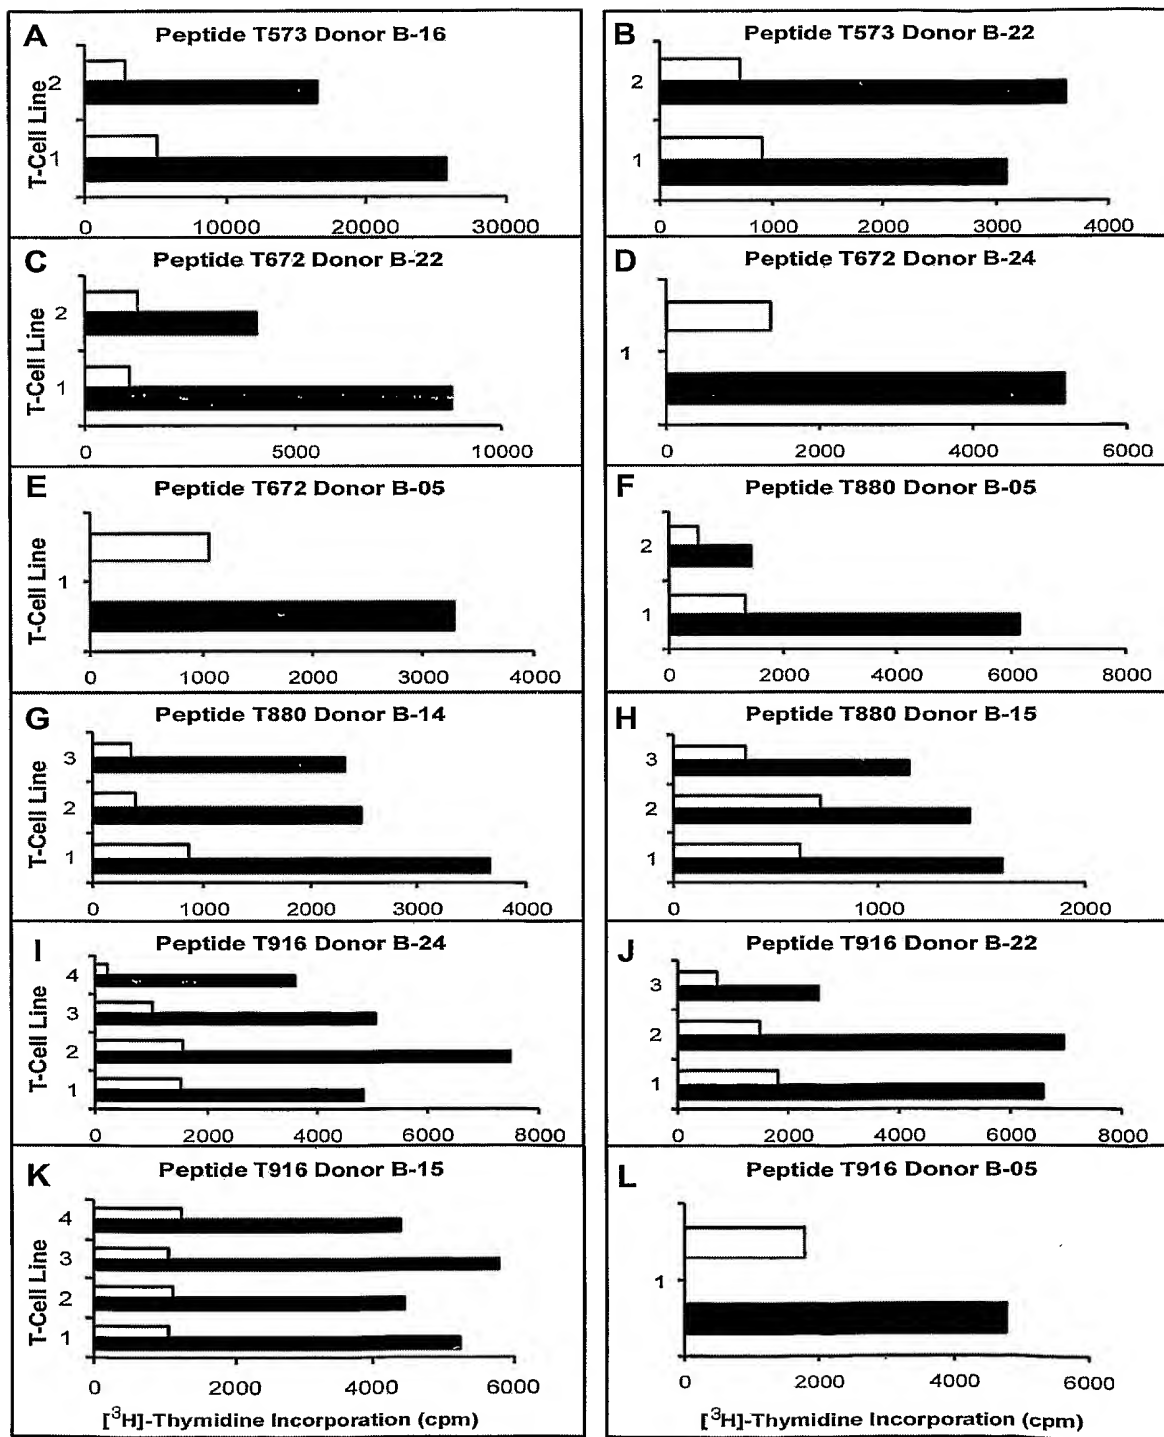 A
Peptide T573 Donor B-16
T-Cell Line
2
1
0 10000 20000 30000
B
Peptide T573 Donor B-22
2
1
0 1000 2000 3000 4000
C
Peptide T672 Donor B-22
T-Cell Line
2
1
0 5000 10000
D
Peptide T672 Donor B-24
1
0 2000 4000 6000
E
Peptide T672 Donor B-05
T-Cell Line
1
0 1000 2000 3000 4000
F
Peptide T880 Donor B-05
2
1
0 2000 4000 6000 8000
G
Peptide T880 Donor B-14
T-Cell Line
3
2
1
0 1000 2000 3000 4000
H
Peptide T880 Donor B-15
3
2
1
0 1000 2000
I
Peptide T916 Donor B-24
T-Cell Line
4
3
2
1
0 2000 4000 6000 8000
J
Peptide T916 Donor B-22
3
2
1
0 2000 4000 6000 8000
K
Peptide T916 Donor B-15
T-Cell Line
4
3
2
1
0 2000 4000 6000
[³H]-Thymidine Incorporation (cpm)
L
Peptide T916 Donor B-05
1
0 2000 4000 6000
[³H]-Thymidine Incorporation (cpm)